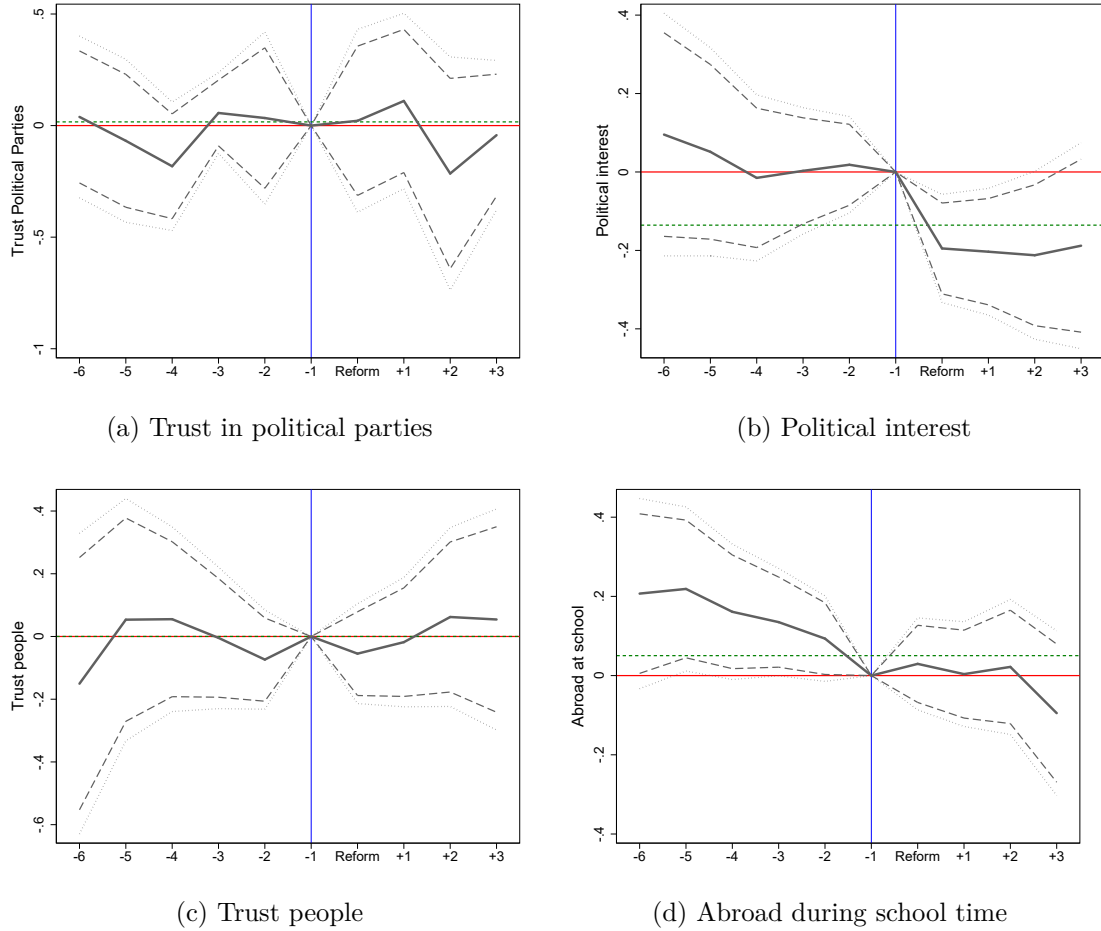 Trust Political Parties
.5
0
-.5
-1
-6 -5 -4 -3 -2 -1 Reform +1 +2 +3
(a) Trust in political parties
Political interest
.4
.2
0
-.2
-.4
-6 -5 -4 -3 -2 -1 Reform +1 +2 +3
(b) Political interest
Trust people
.4
.2
0
-.2
-.4
-.6
-6 -5 -4 -3 -2 -1 Reform +1 +2 +3
(c) Trust people
Abroad at school
.4
.2
0
-.2
-.4
-6 -5 -4 -3 -2 -1 Reform +1 +2 +3
(d) Abroad during school time